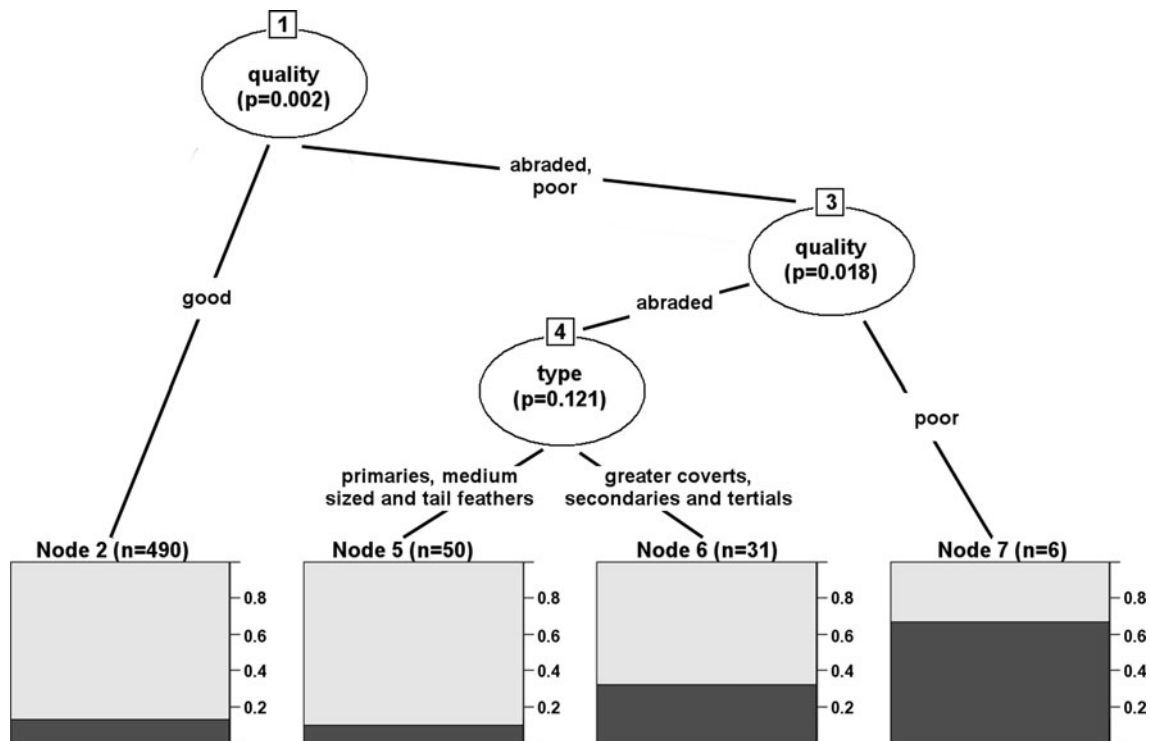 1
quality
(p=0.002)
abraded,
poor
3
quality
(p=0.018)
good
abraded
4
type
(p=0.121)
poor
primaries, medium
sized and tail feathers
greater coverts,
secondaries and tertials
Node 2 (n=490)
0.8
0.6
0.4
0.2
Node 5 (n=50)
0.8
0.6
0.4
0.2
Node 6 (n=31)
0.8
0.6
0.4
0.2
Node 7 (n=6)
0.8
0.6
0.4
0.2